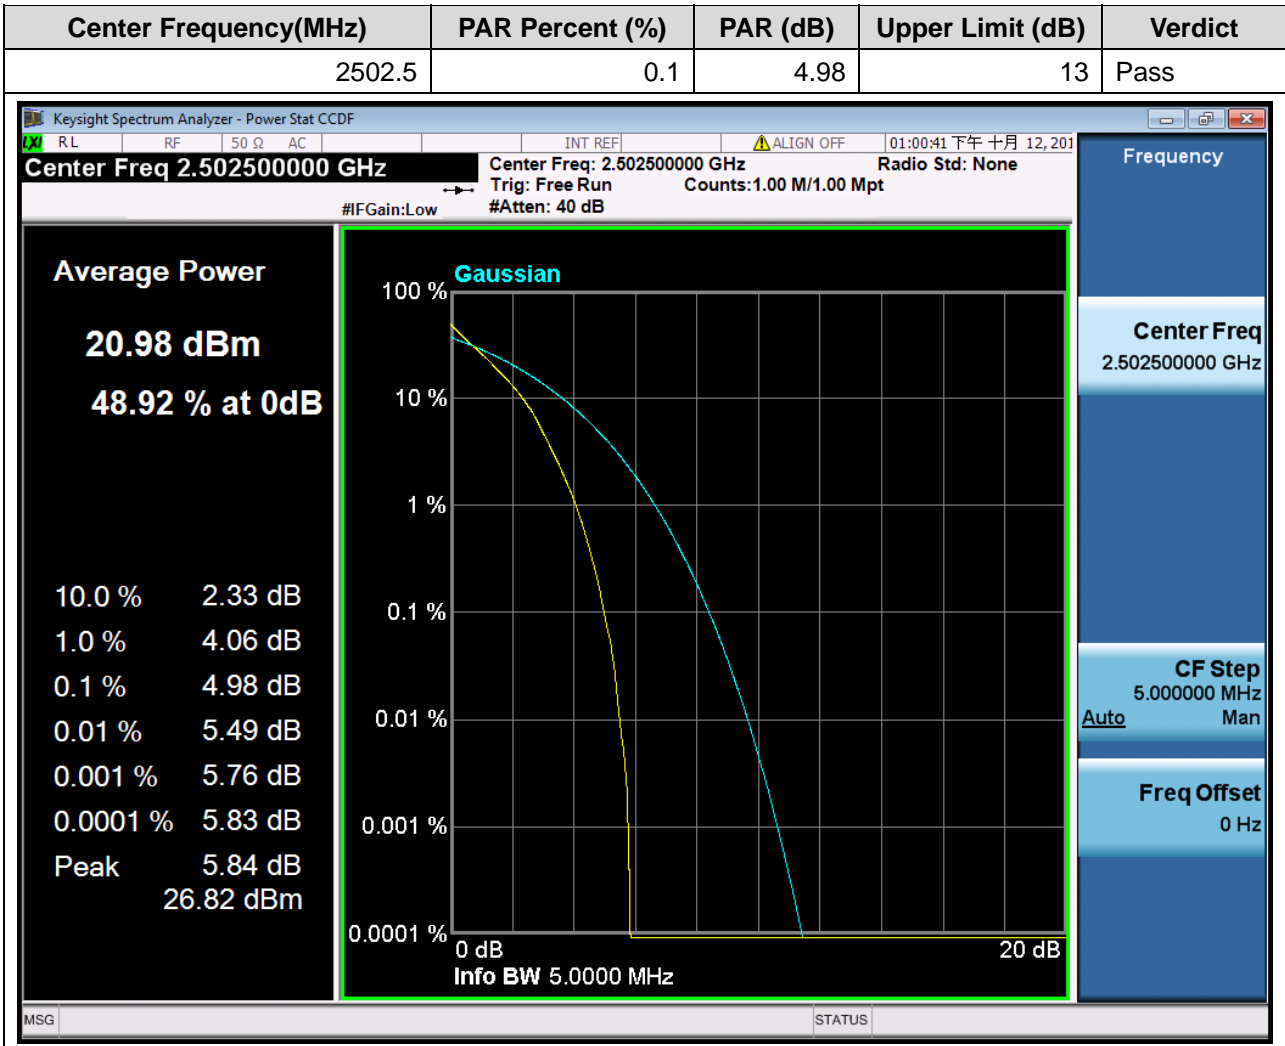 Center Frequency(MHz) PAR Percent (%) PAR (dB) Upper Limit (dB) Verdict
2502.5 0.1 4.98 13 Pass
Keysight Spectrum Analyzer - Power Stat CCDF
LXI RL RF 50 Ω AC INT REF ALIGN OFF 01:00:41 下午 十月 12, 201
Center Freq 2.502500000 GHz
Center Freq: 2.502500000 GHz Radio Std: None
Trig: Free Run Counts:1.00 M/1.00 Mpt
#IFGain:Low #Atten: 40 dB
Average Power
20.98 dBm
48.92 % at 0dB
10.0 % 2.33 dB
1.0 % 4.06 dB
0.1 % 4.98 dB
0.01 % 5.49 dB
0.001 % 5.76 dB
0.0001 % 5.83 dB
Peak 5.84 dB
26.82 dBm
Gaussian
100 %
10 %
1 %
0.1 %
0.01 %
0.001 %
0.0001 %
0 dB 20 dB
Info BW 5.0000 MHz
Frequency
Center Freq
2.502500000 GHz
CF Step
5.000000 MHz
Auto Man
Freq Offset
0 Hz
MSG STATUS